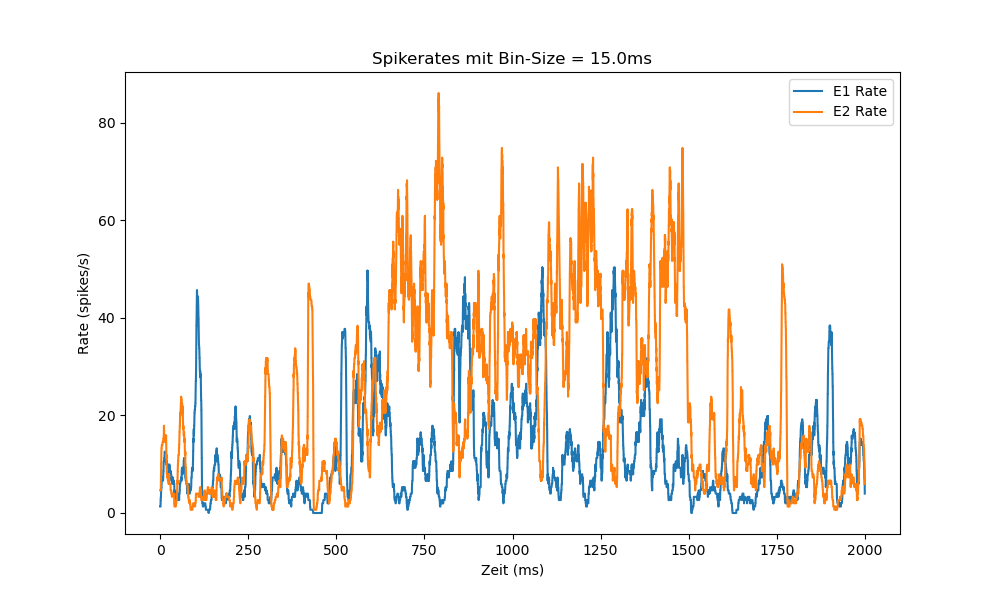 Spikerates mit Bin-Size = 15.0ms
E1 Rate
E2 Rate
Rate (spikes/s)
80
60
40
20
0
0 250 500 750 1000 1250 1500 1750 2000
Zeit (ms)